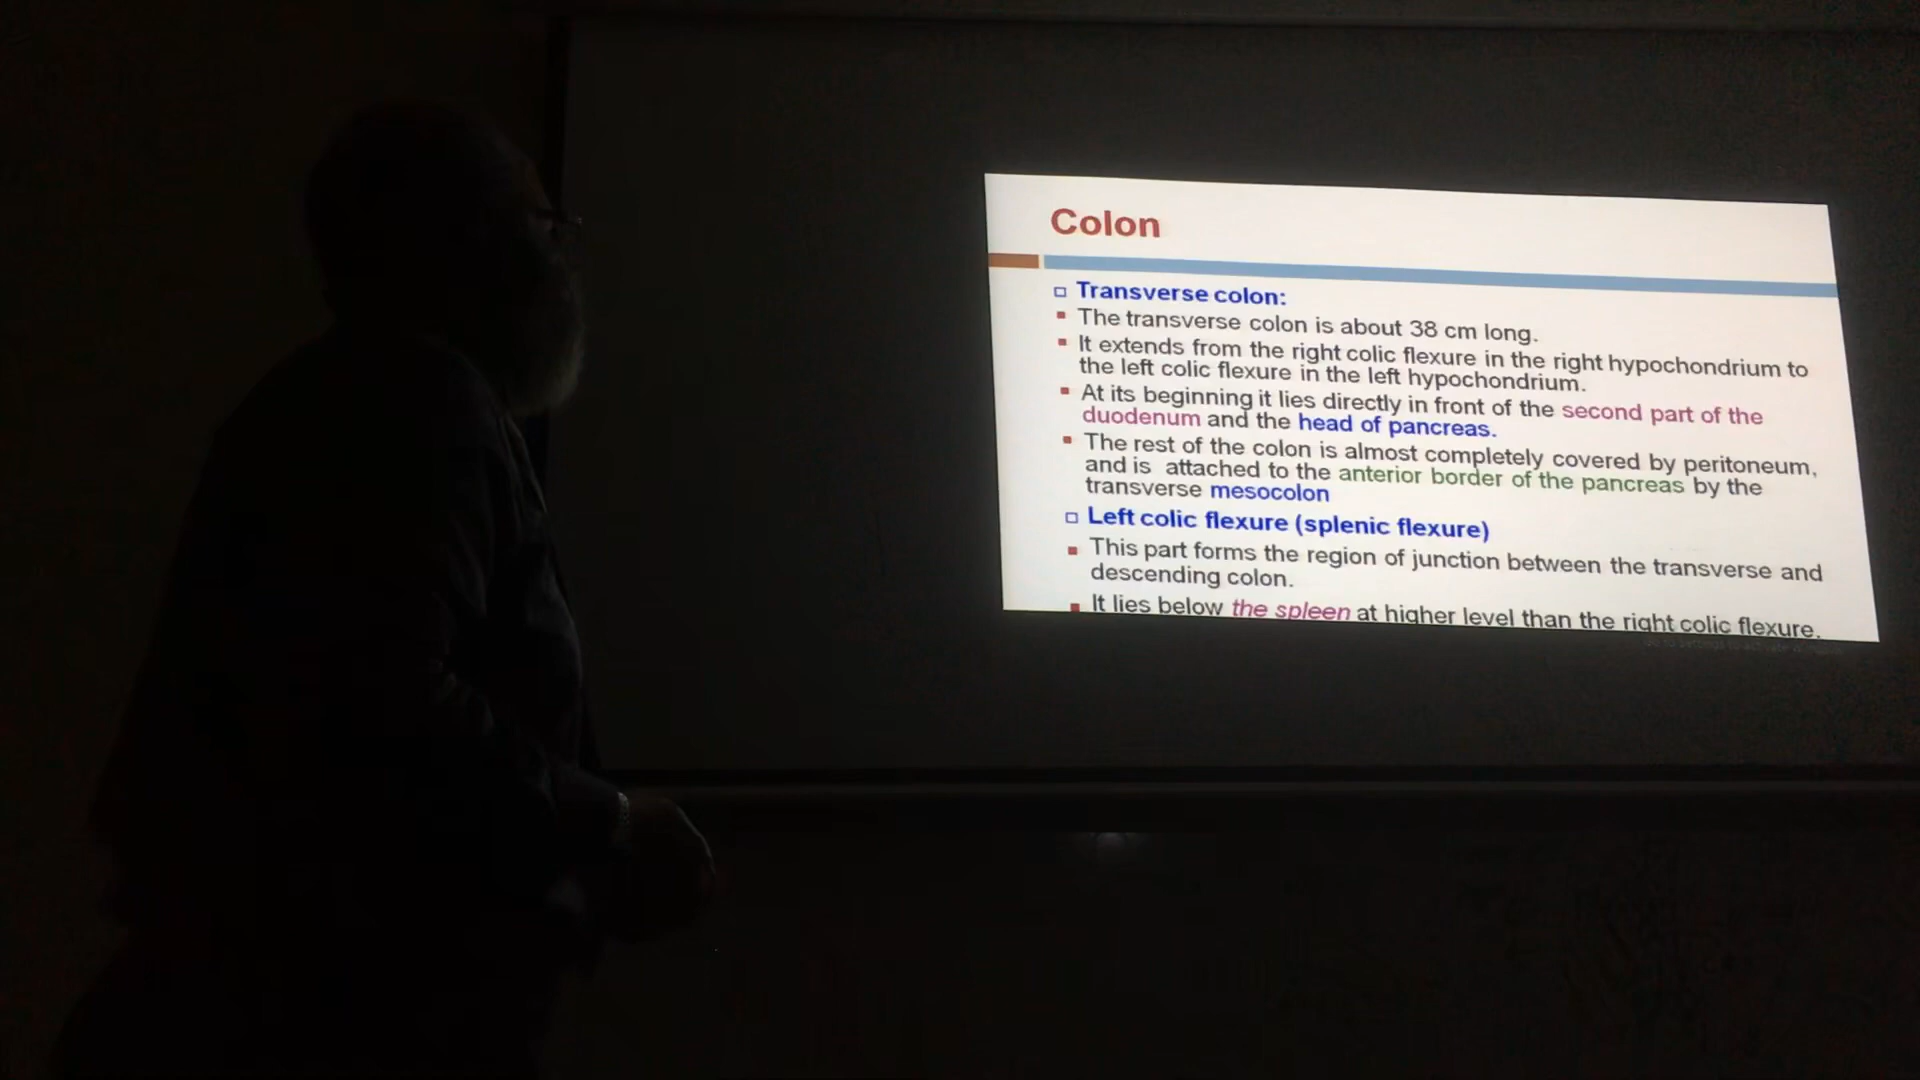 Colon
Transverse colon:
The transverse colon is about 38 cm long.
It extends from the right colic flexure in the right hypochondrium to
the left colic flexure in the left hypochondrium.
At its beginning it lies directly in front of the second part of the
duodenum and the head of pancreas.
The rest of the colon is almost completely covered by peritoneum,
and is attached to the anterior border of the pancreas by the
transverse mesocolon
Left colic flexure (splenic flexure)
This part forms the region of junction between the transverse and
descending colon.
It lies below the spleen at higher level than the right colic flexure.